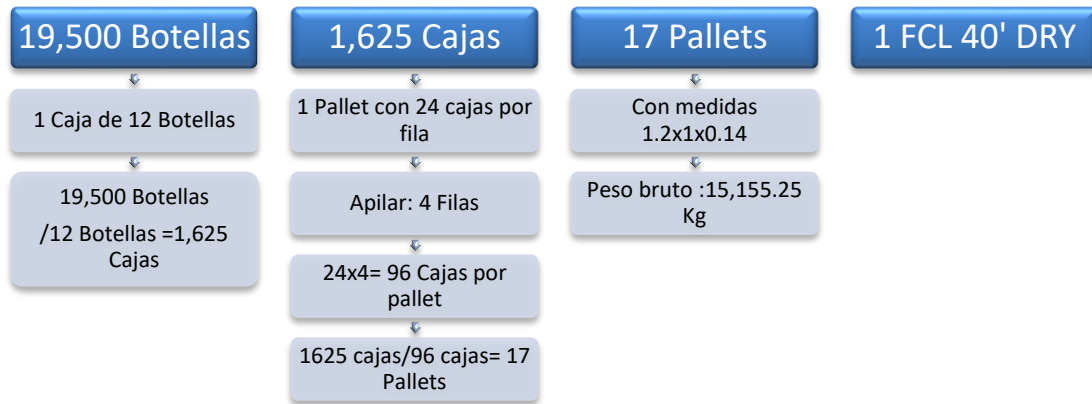 19,500 Botellas
1 Caja de 12 Botellas
19,500 Botellas
/12 Botellas =1,625
Cajas
1,625 Cajas
1 Pallet con 24 cajas por
fila
Apilar: 4 Filas
24x4= 96 Cajas por
pallet
1625 cajas/96 cajas= 17
Pallets
17 Pallets
Con medidas
1.2x1x0.14
Peso bruto :15,155.25
Kg
1 FCL 40' DRY